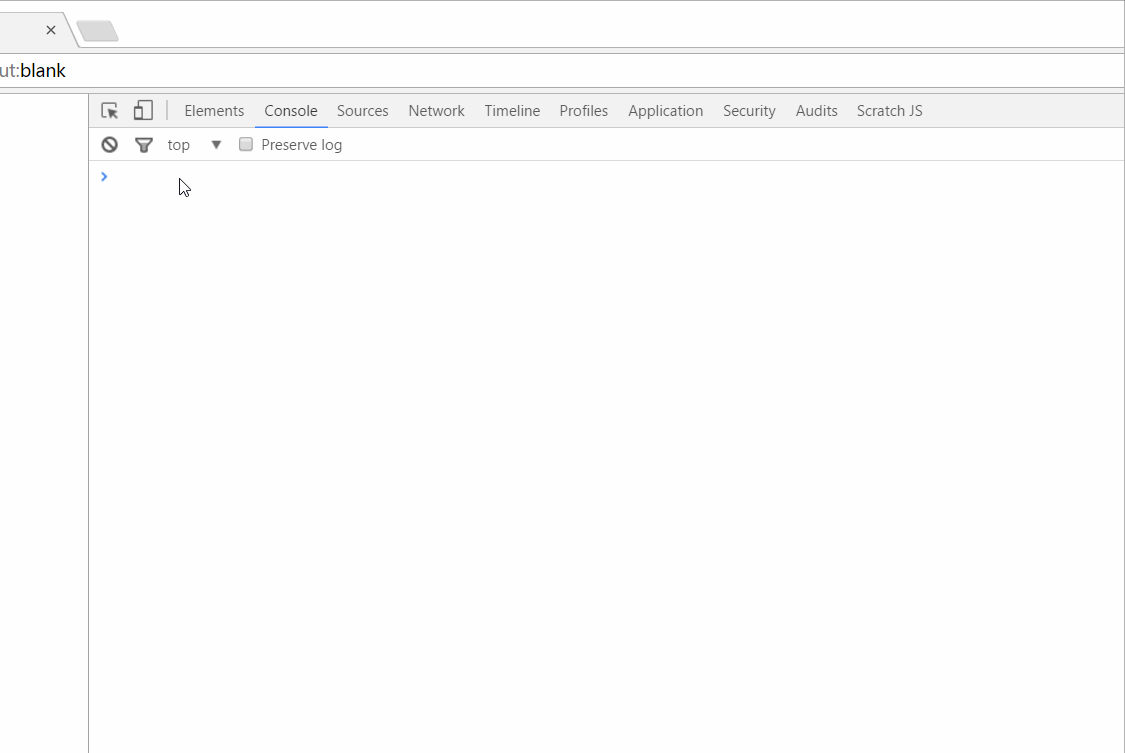 ut:blank
Elements Console Sources Network Timeline Profiles Application Security Audits Scratch JS
top Preserve log